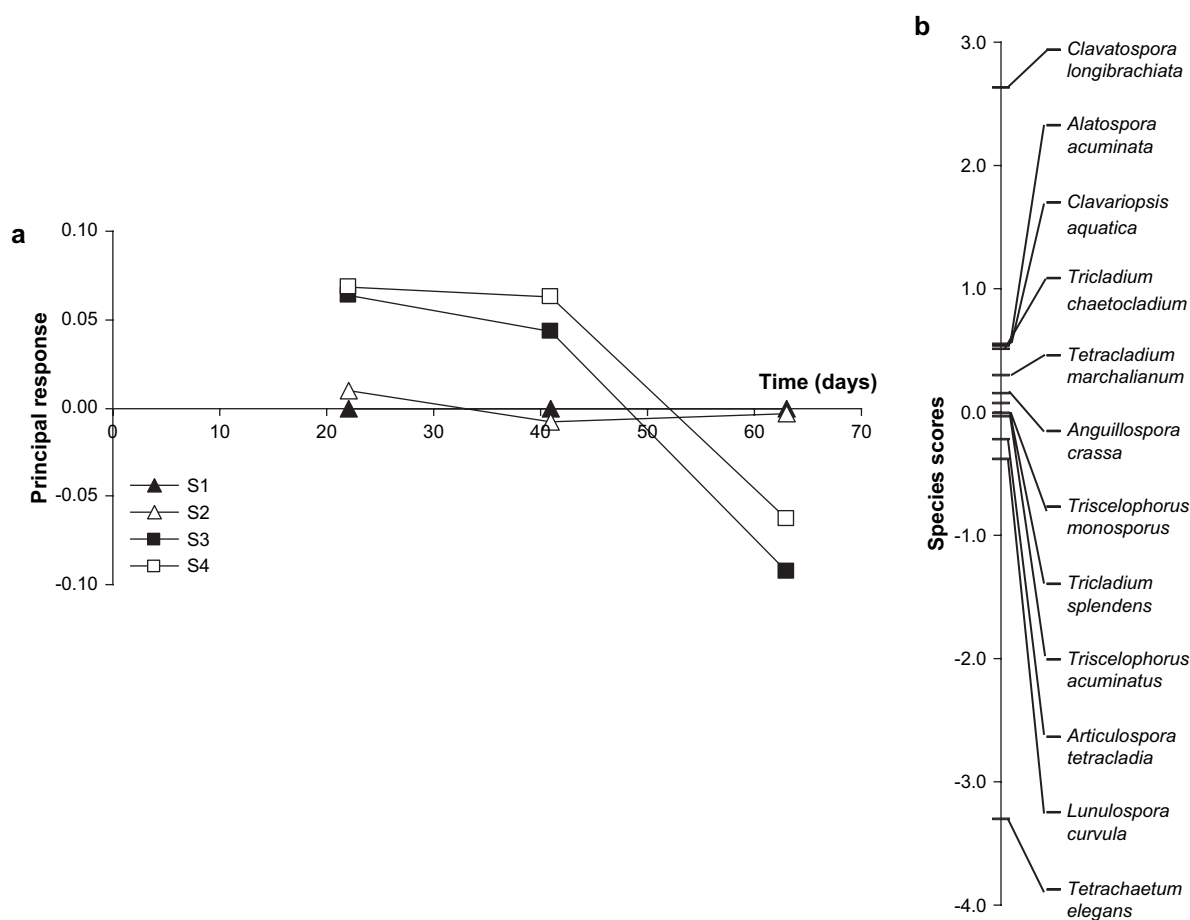 a
0.10
0.05
0.00
-0.05
-0.10
Principal response
0
10
20
30
40
50
60
70
Time (days)
S1
S2
S3
S4
b
3.0
2.0
1.0
0.0
-1.0
-2.0
-3.0
-4.0
Species scores
Clavatospora
longibrachiata
Alatospora
acuminata
Clavariopsis
aquatica
Tricladium
chaetocladium
Tetracladium
marchalianum
Anguillospora
crassa
Triscelophorus
monosporus
Tricladium
splendens
Triscelophorus
acuminatus
Articulospora
tetracladia
Lunulospora
curvula
Tetrachaetum
elegans